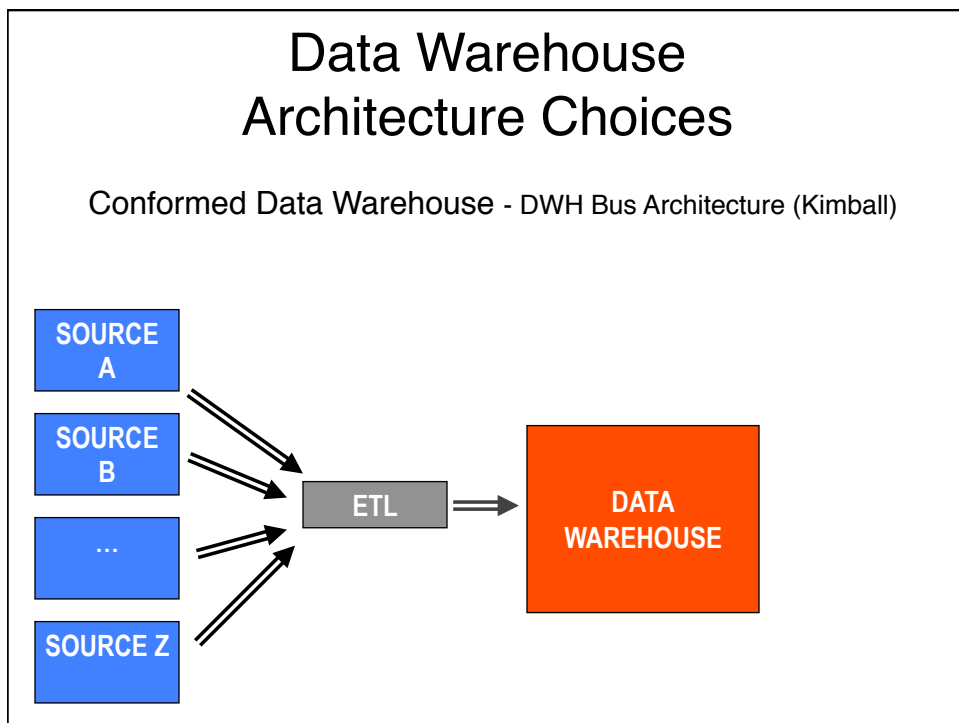 Data Warehouse
Architecture Choices
Conformed Data Warehouse - DWH Bus Architecture (Kimball)
SOURCE
A
SOURCE
B
...
SOURCE Z
ETL
DATA
WAREHOUSE